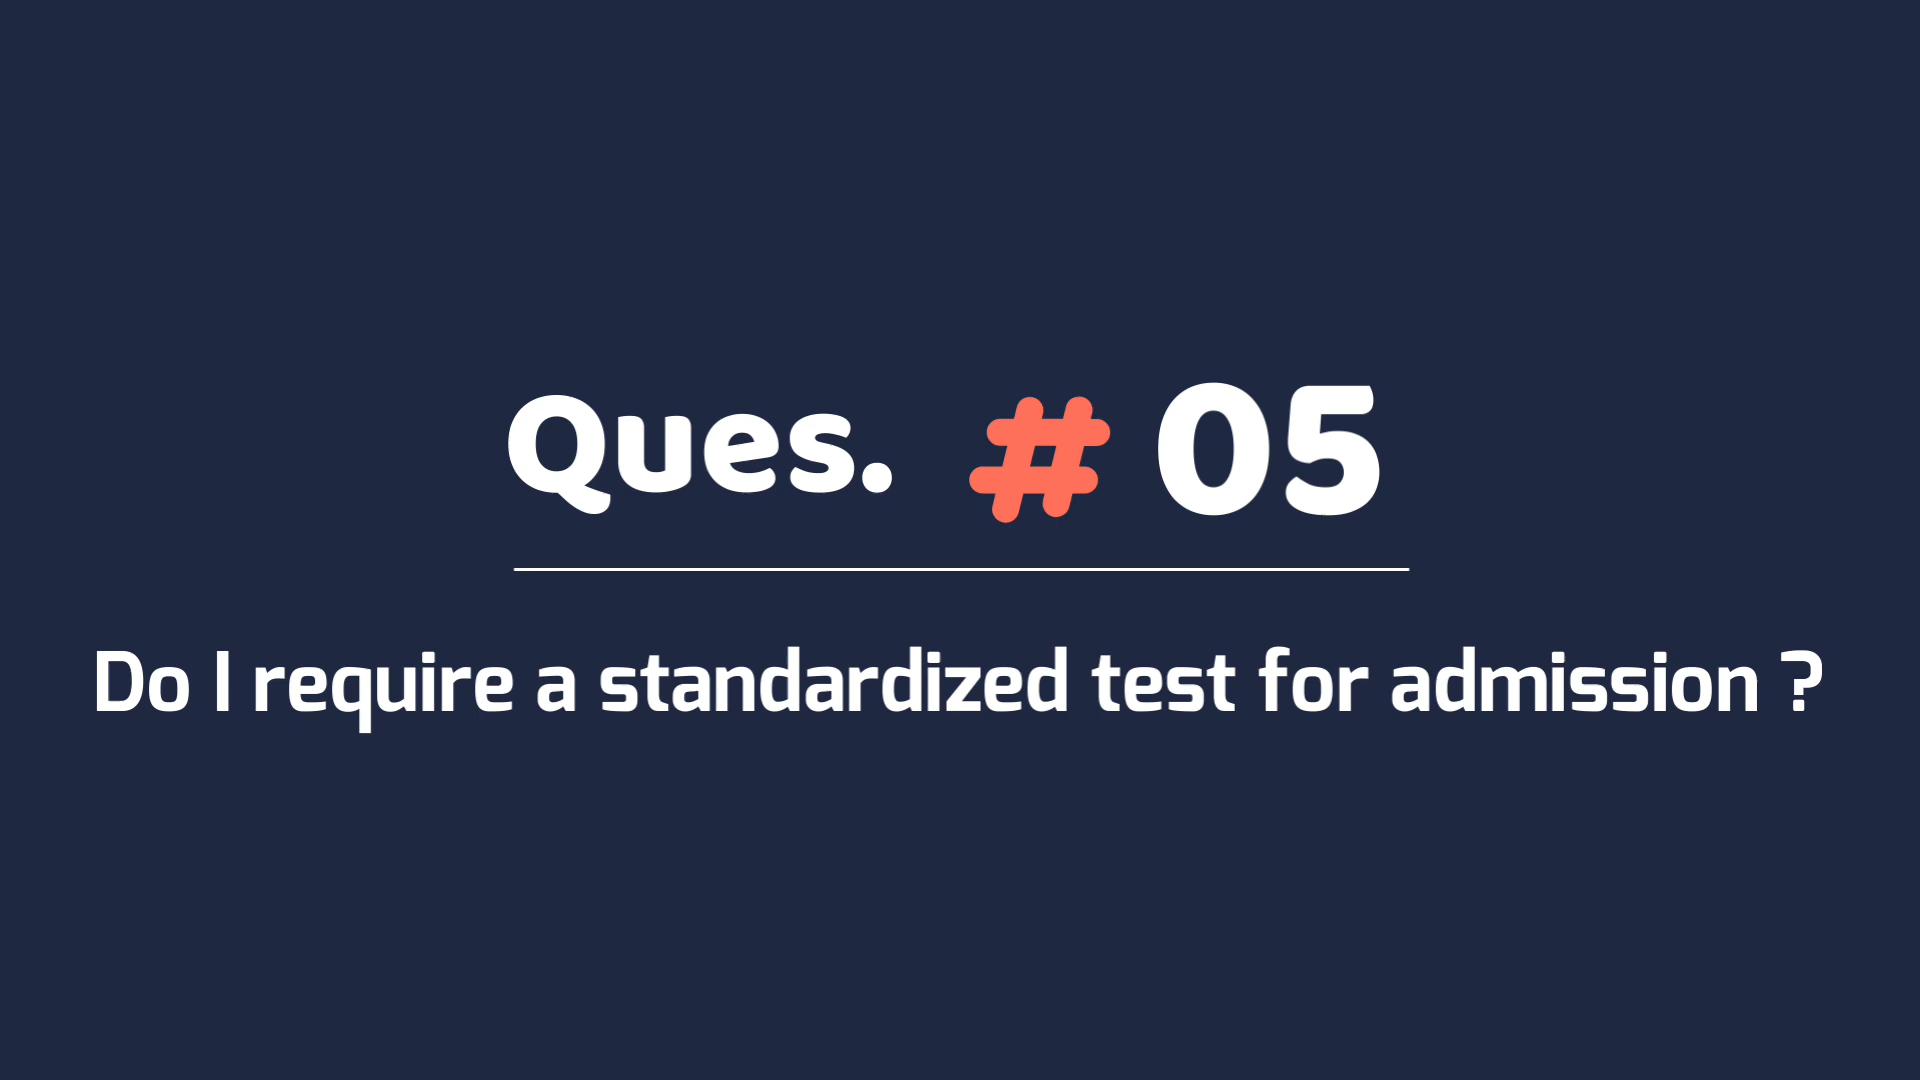 Ques. # 05
Do I require a standardized test for admission ?